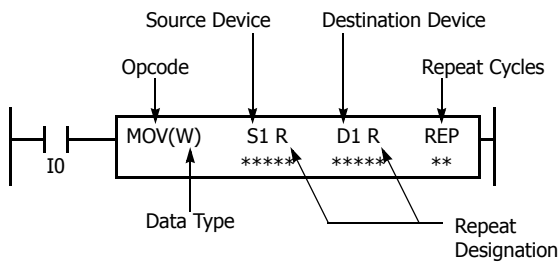 Source Device
Destination Device
Opcode
Repeat Cycles
MOV(W) S1 R D1 R REP
***** ***** **
I0
Data Type
Repeat
Designation